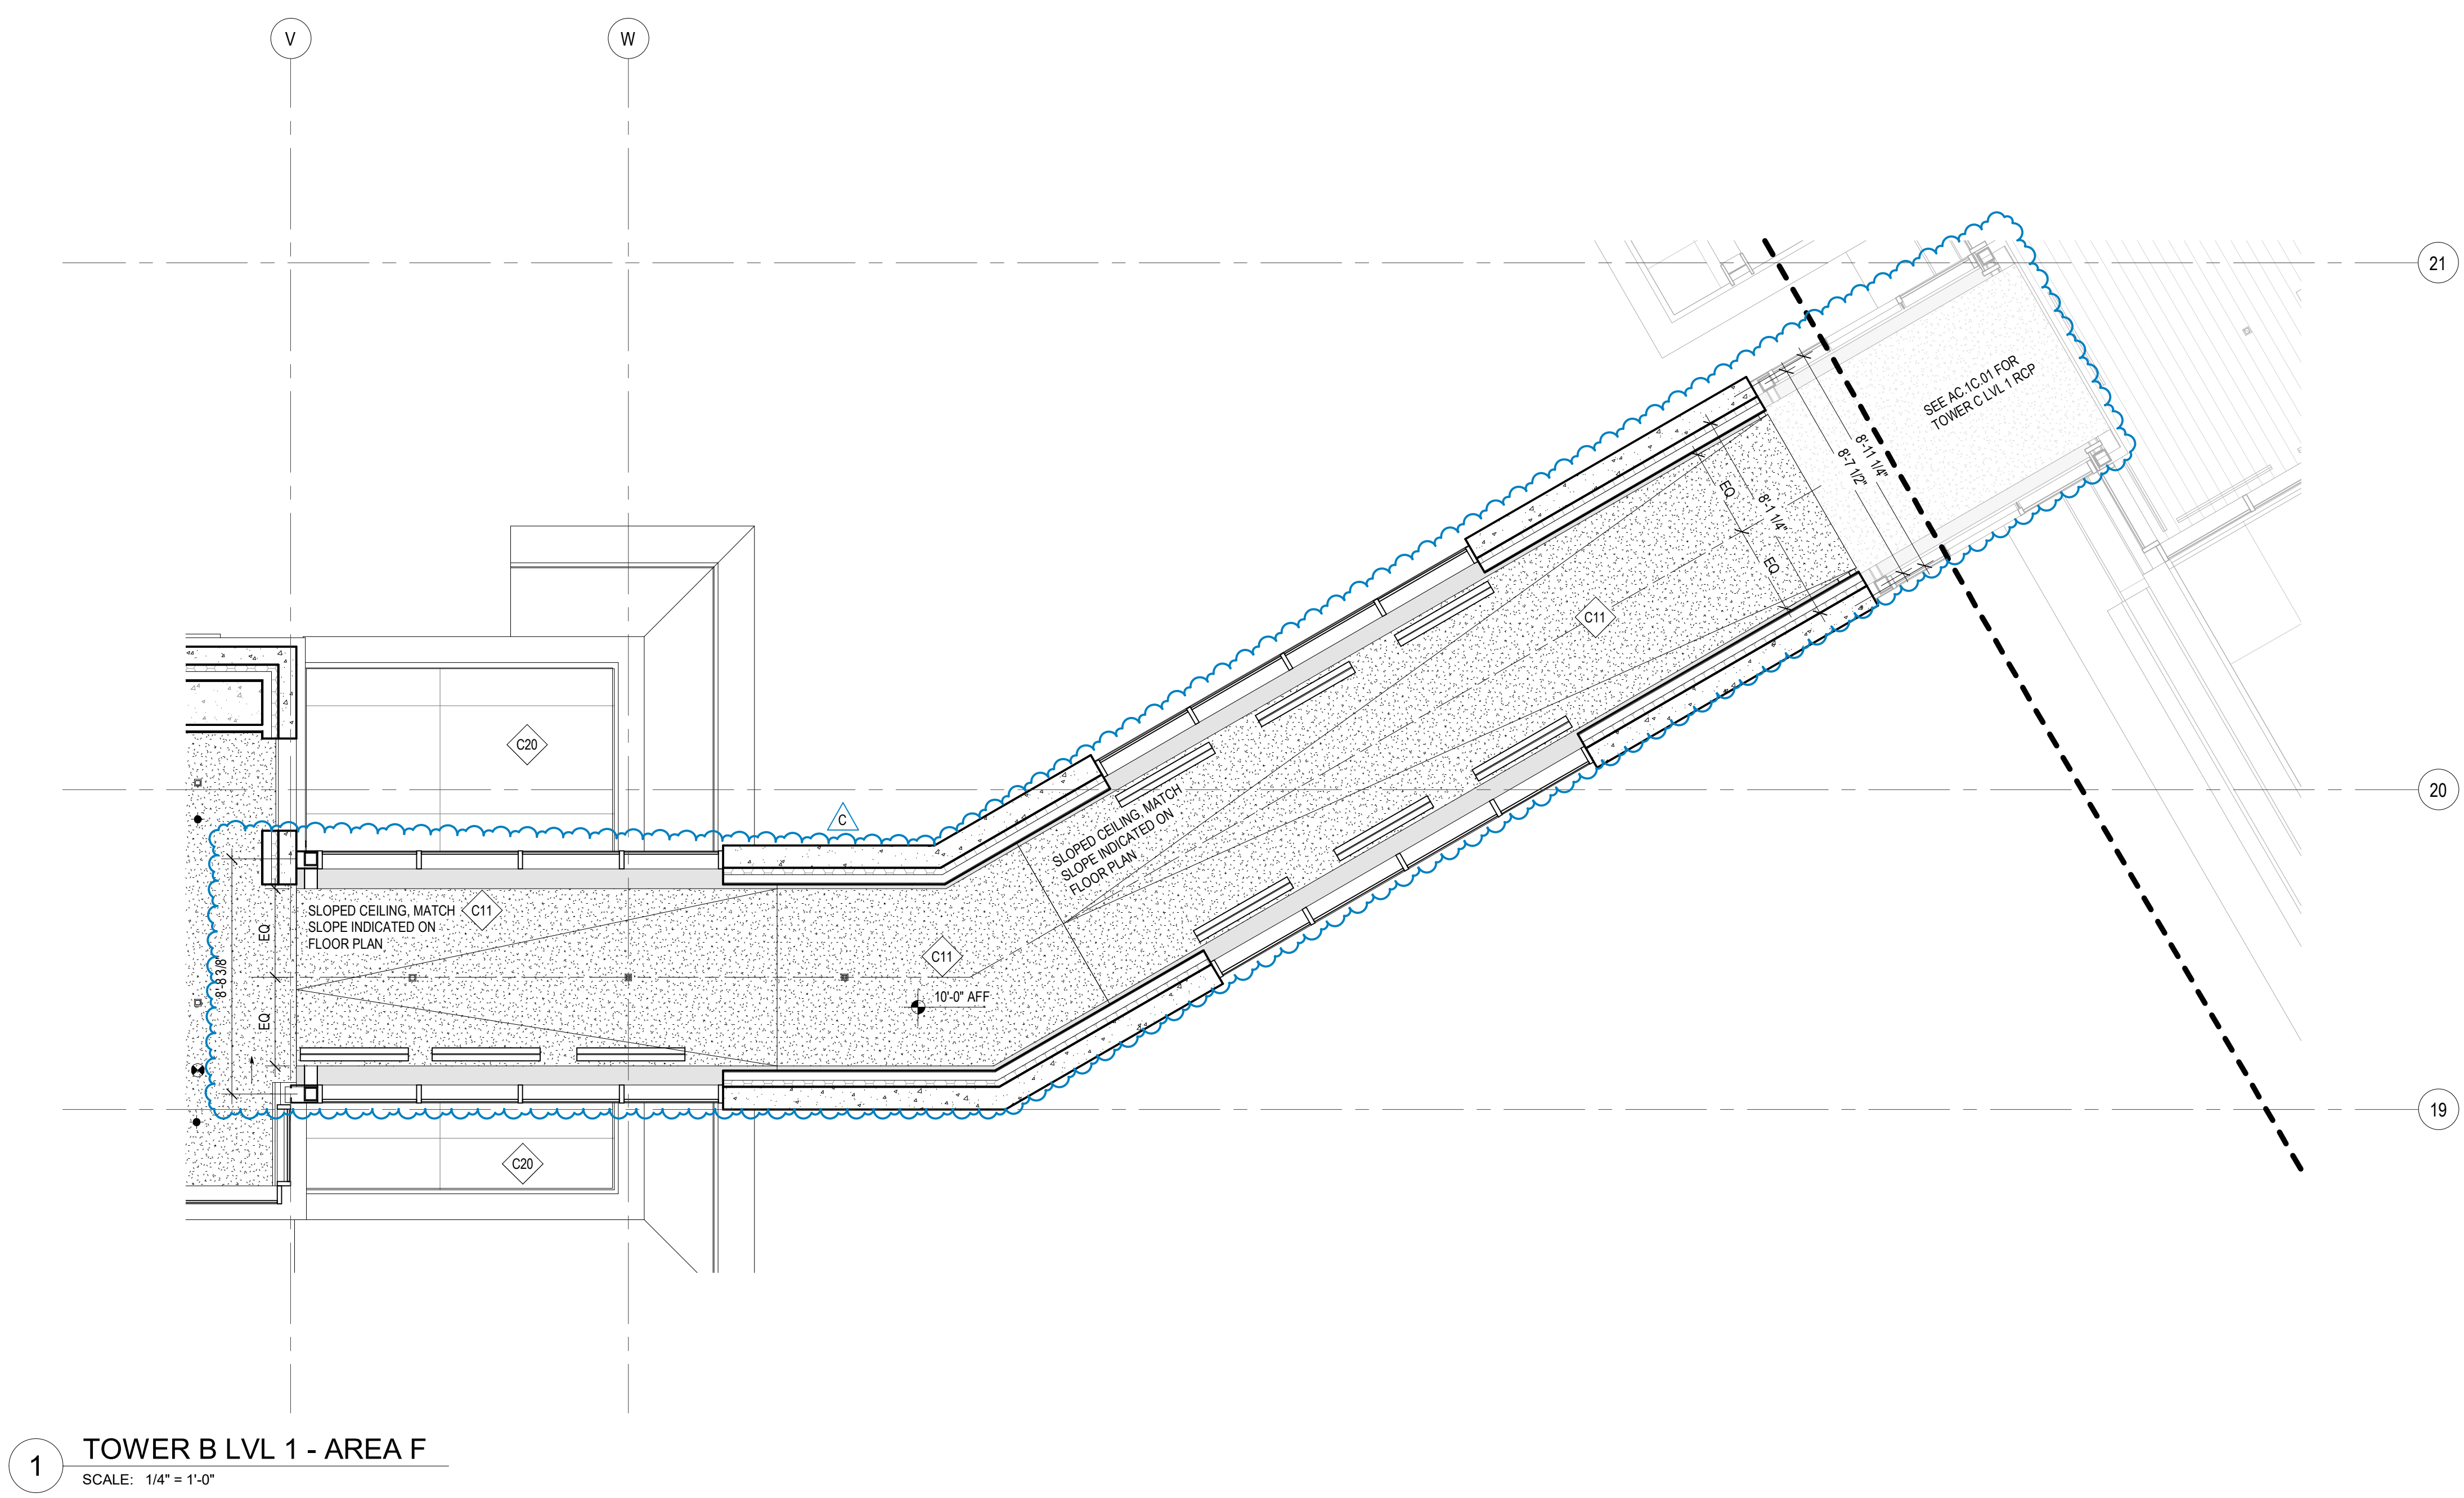 V
W
21
SEE AC.1C.01 FOR
TOWER C LVL 1 RCP
8'-11 1/4"
8'-7 1/2"
8'-1 1/4"
EQ
EQ
C11
C20
20
C
SLOPED CEILING, MATCH
SLOPE INDICATED ON
FLOOR PLAN
SLOPED CEILING, MATCH
SLOPE INDICATED ON
FLOOR PLAN
C11
EQ
8'-8 3/8"
EQ
C11
10'-0" AFF
19
C20
1
TOWER B LVL 1 - AREA F
SCALE: 1/4" = 1'-0"